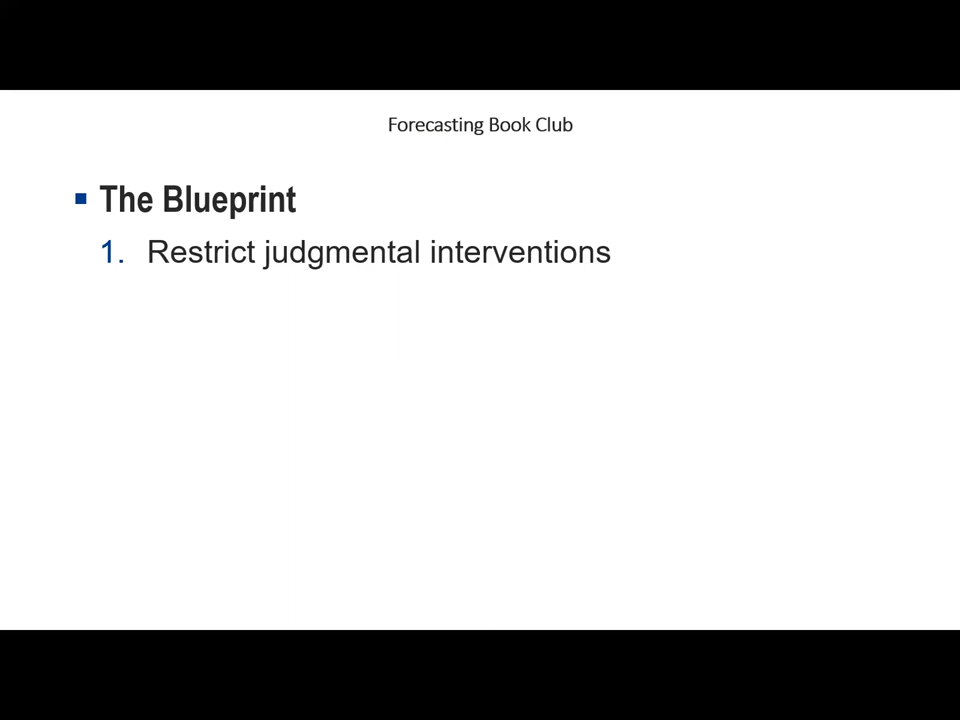 Forecasting Book Club
The Blueprint
1. Restrict judgmental interventions